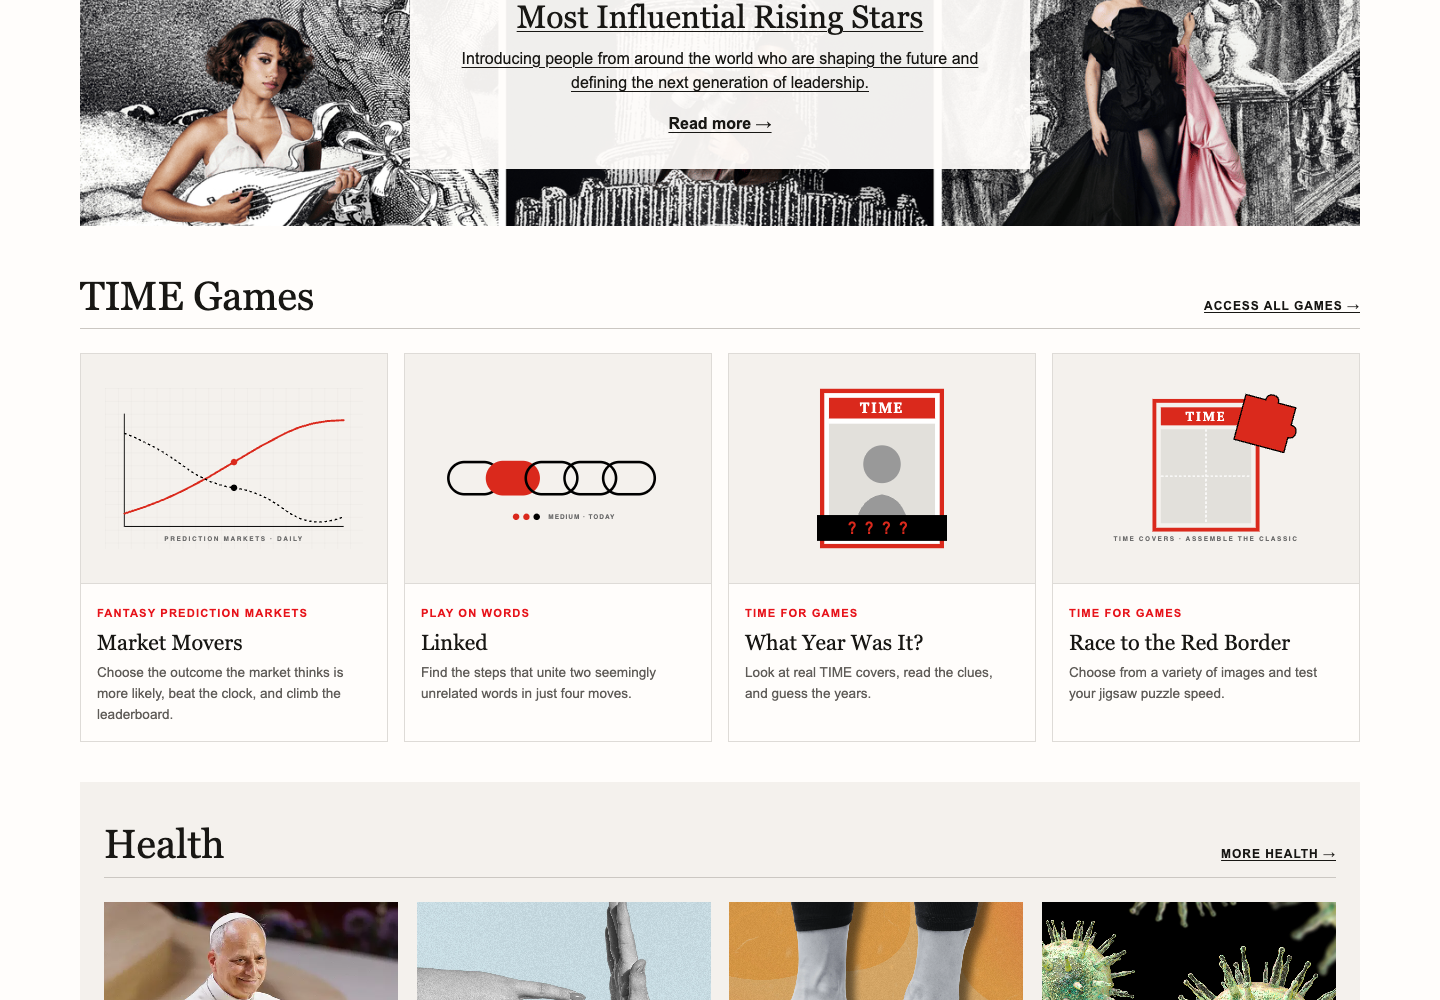 Most Influential Rising Stars
Introducing people from around the world who are shaping the future and
defining the next generation of leadership.
Read more →
TIME Games
ACCESS ALL GAMES →
PREDICTION MARKETS · DAILY
MEDIUM · TODAY
TIME
? ? ? ?
TIME
TIME COVERS · ASSEMBLE THE CLASSIC
FANTASY PREDICTION MARKETS
Market Movers
Choose the outcome the market thinks is
more likely, beat the clock, and climb the
leaderboard.
PLAY ON WORDS
Linked
Find the steps that unite two seemingly
unrelated words in just four moves.
TIME FOR GAMES
What Year Was It?
Look at real TIME covers, read the clues,
and guess the years.
TIME FOR GAMES
Race to the Red Border
Choose from a variety of images and test
your jigsaw puzzle speed.
Health
MORE HEALTH →